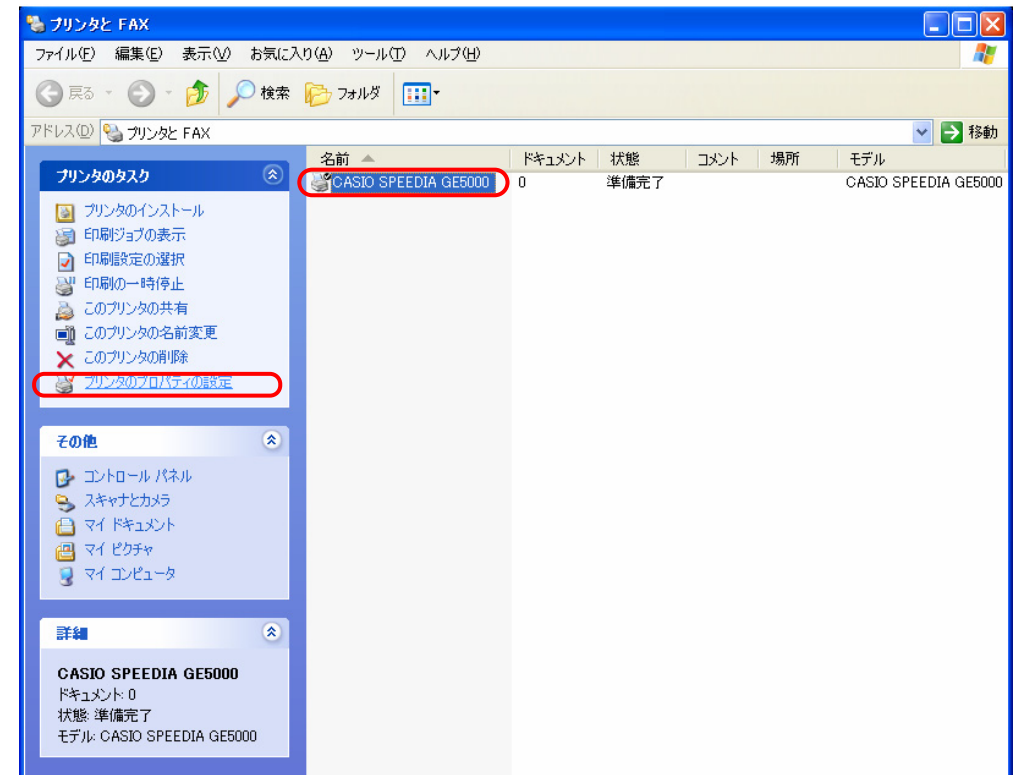 プリンタと FAX
ファイル(F) 編集(E) 表示(V) お気に入り(A) ツール(T) ヘルプ(H)
戻る 検索 フォルダ
アドレス(D) プリンタと FAX 移動
プリンタのタスク
プリンタのインストール
印刷ジョブの表示
印刷設定の選択
印刷の一時停止
このプリンタの共有
このプリンタの名前変更
このプリンタの削除
プリンタのプロパティの設定
その他
コントロール パネル
スキャナとカメラ
マイ ドキュメント
マイ ピクチャ
マイ コンピュータ
詳細
CASIO SPEEDIA GE5000
ドキュメント: 0
状態: 準備完了
モデル: CASIO SPEEDIA GE5000
名前 ドキュメント 状態 コメント 場所 モデル
CASIO SPEEDIA GE5000 0 準備完了 CASIO SPEEDIA GE5000